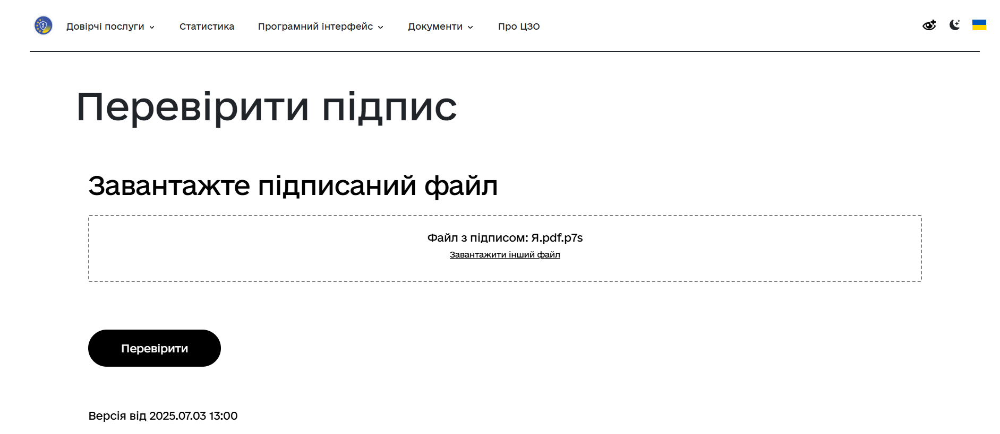 Довірчі послуги Статистика Програмний інтерфейс Документи Про ЦЗО
Перевірити підпис
Завантажте підписаний файл
Файл з підписом: Я.pdf.p7s
Завантажити інший файл
Перевірити
Версія від 2025.07.03 13:00